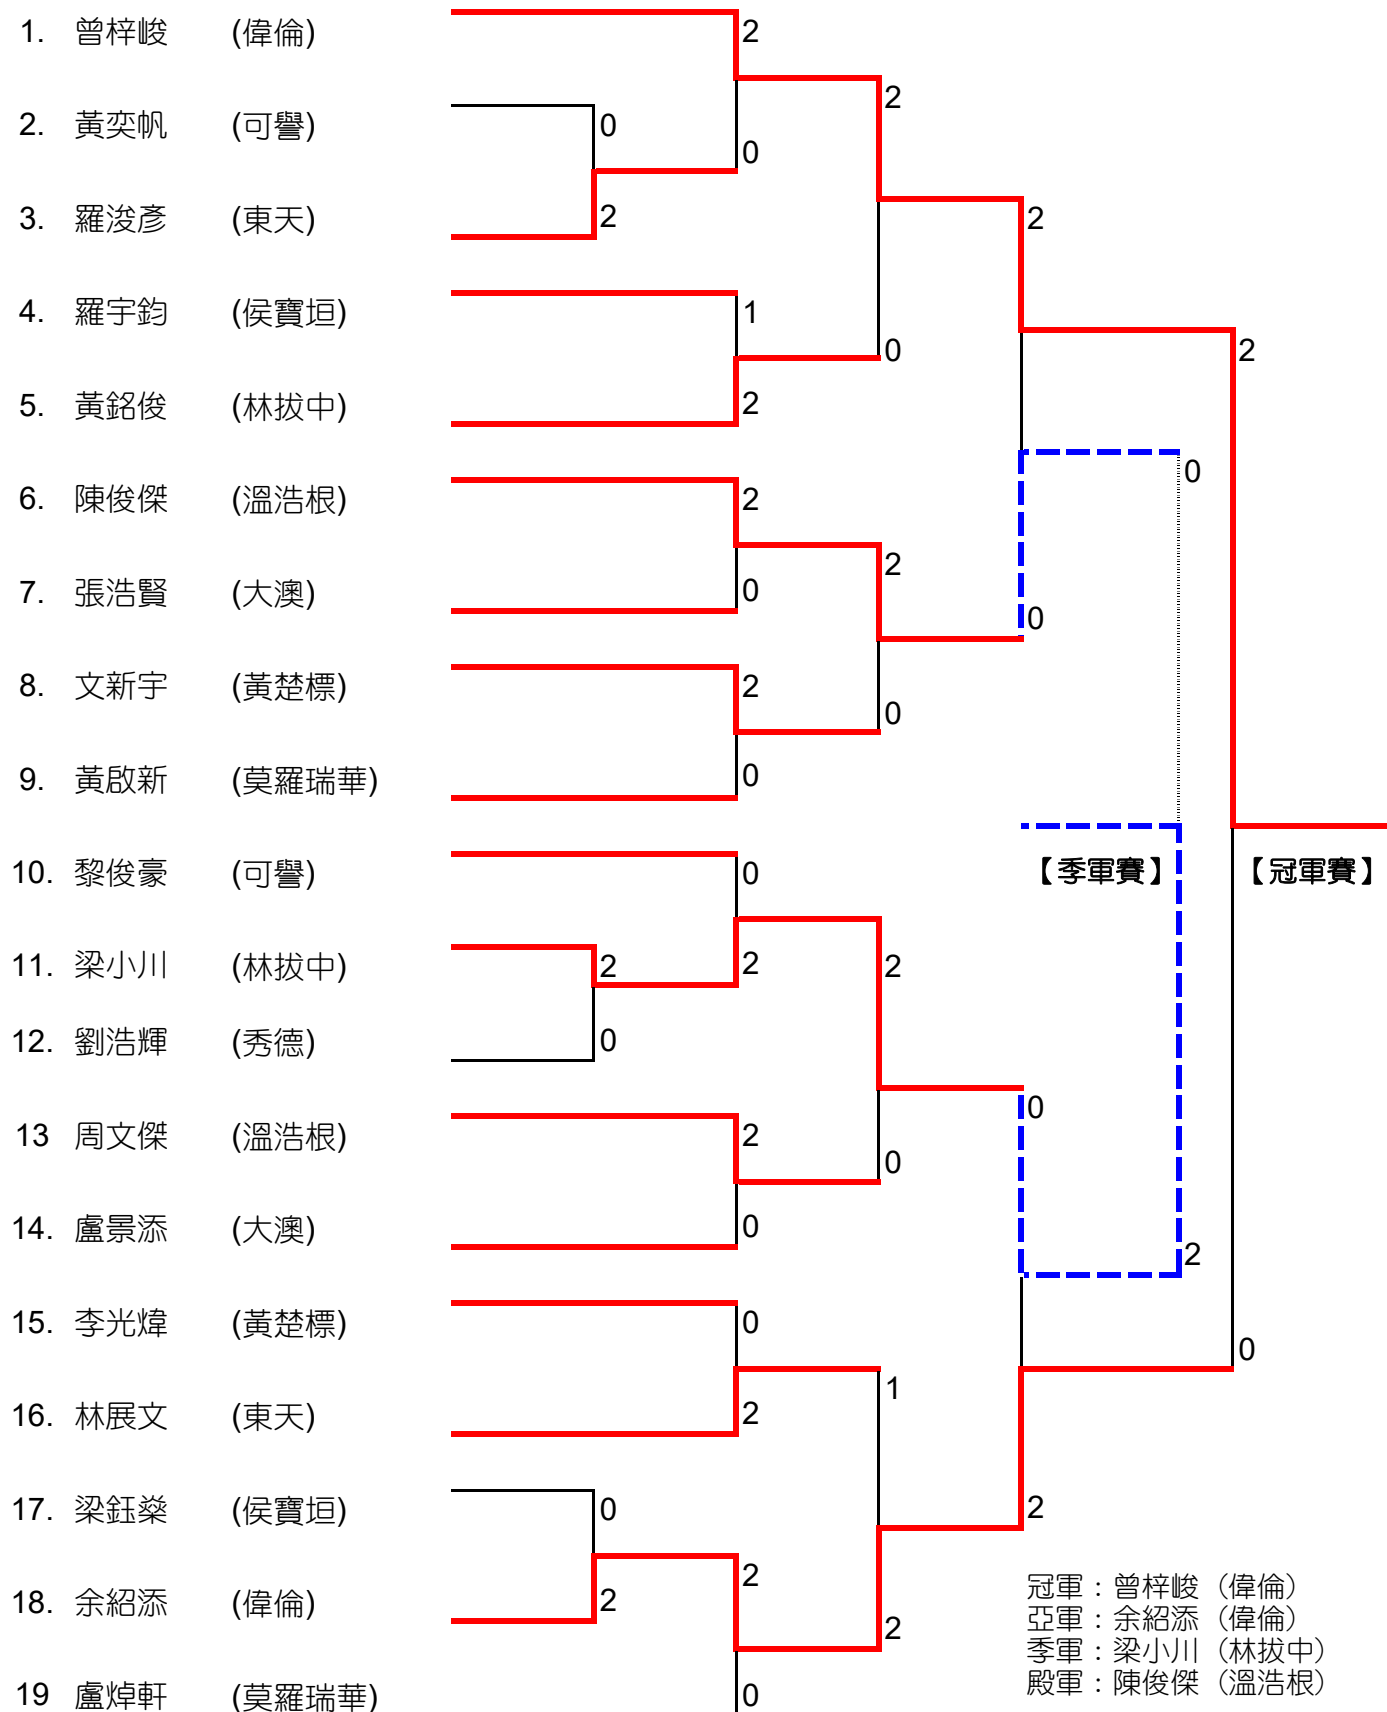 1. 曾梓峻 (偉倫) 2
2
2. 黃奕帆 (可譽) 0
0
3. 羅浚彥 (東天) 2 2
4. 羅宇鈞 (侯寶垣) 1
0 2
5. 黃銘俊 (林拔中) 2
6. 陳俊傑 (溫浩根) 2 0
2
7. 張浩賢 (大澳) 0
0
8. 文新宇 (黃楚標) 2
0
9. 黃啟新 (莫羅瑞華) 0
10. 黎俊豪 (可譽) 0 【季軍賽】 【冠軍賽】
11. 梁小川 (林拔中) 2 2 2
12. 劉浩輝 (秀德) 0
0
13 周文傑 (溫浩根) 2
0
14. 盧景添 (大澳) 0
2
15. 李光煒 (黃楚標) 0
0
1
16. 林展文 (東天) 2
17. 梁鈺燊 (侯寶垣) 0 2
2
冠軍：曾梓峻（偉倫）
18. 余紹添 (偉倫) 2
亞軍：余紹添（偉倫）
2
季軍：梁小川（林拔中）
殿軍：陳俊傑（溫浩根）
19 盧焯軒 (莫羅瑞華) 0